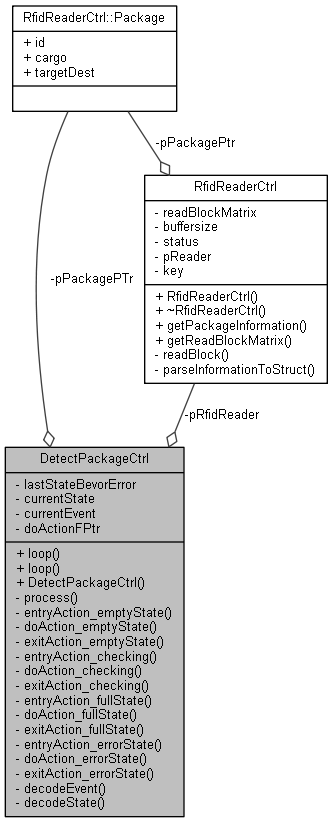 RfidReaderCtrl::Package
+ id
+ cargo
+ targetDest
-pPackagePtr
RfidReaderCtrl
- readBlockMatrix
- buffersize
- status
- pReader
- key
+ RfidReaderCtrl()
+ ~RfidReaderCtrl()
+ getPackageInformation()
+ getReadBlockMatrix()
- readBlock()
- parseInformationToStruct()
-pPackagePTr
-pRfidReader
DetectPackageCtrl
- lastStateBevorError
- currentState
- currentEvent
- doActionFPtr
+ loop()
+ loop()
+ DetectPackageCtrl()
- process()
- entryAction_emptyState()
- doAction_emptyState()
- exitAction_emptyState()
- entryAction_checking()
- doAction_checking()
- exitAction_checking()
- entryAction_fullState()
- doAction_fullState()
- exitAction_fullState()
- entryAction_errorState()
- doAction_errorState()
- exitAction_errorState()
- decodeEvent()
- decodeState()